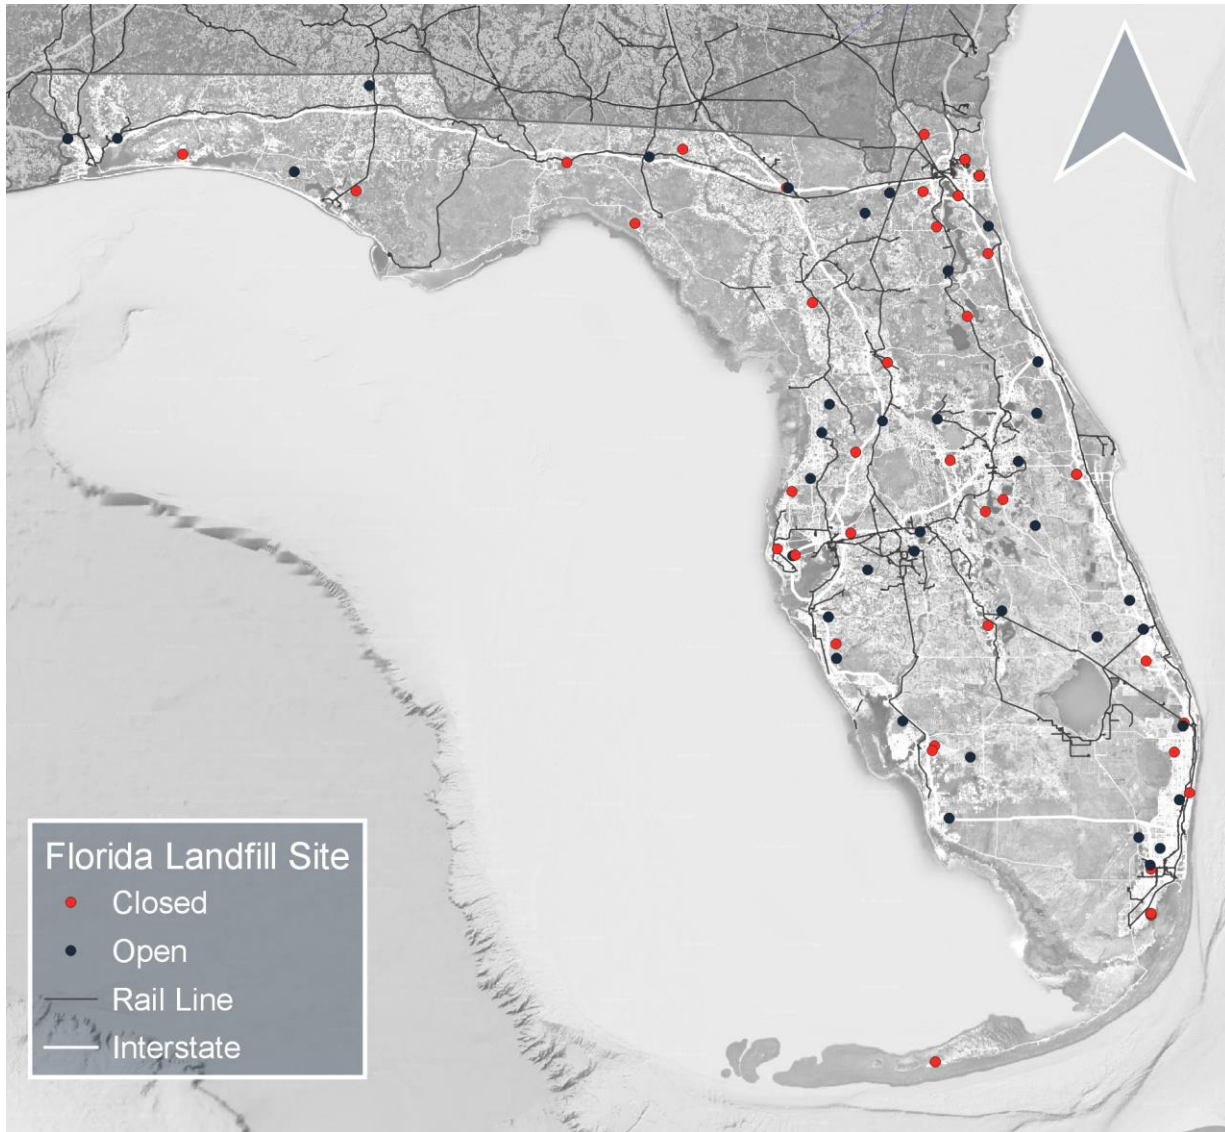 Florida Landfill Site
Closed
Open
Rail Line
Interstate